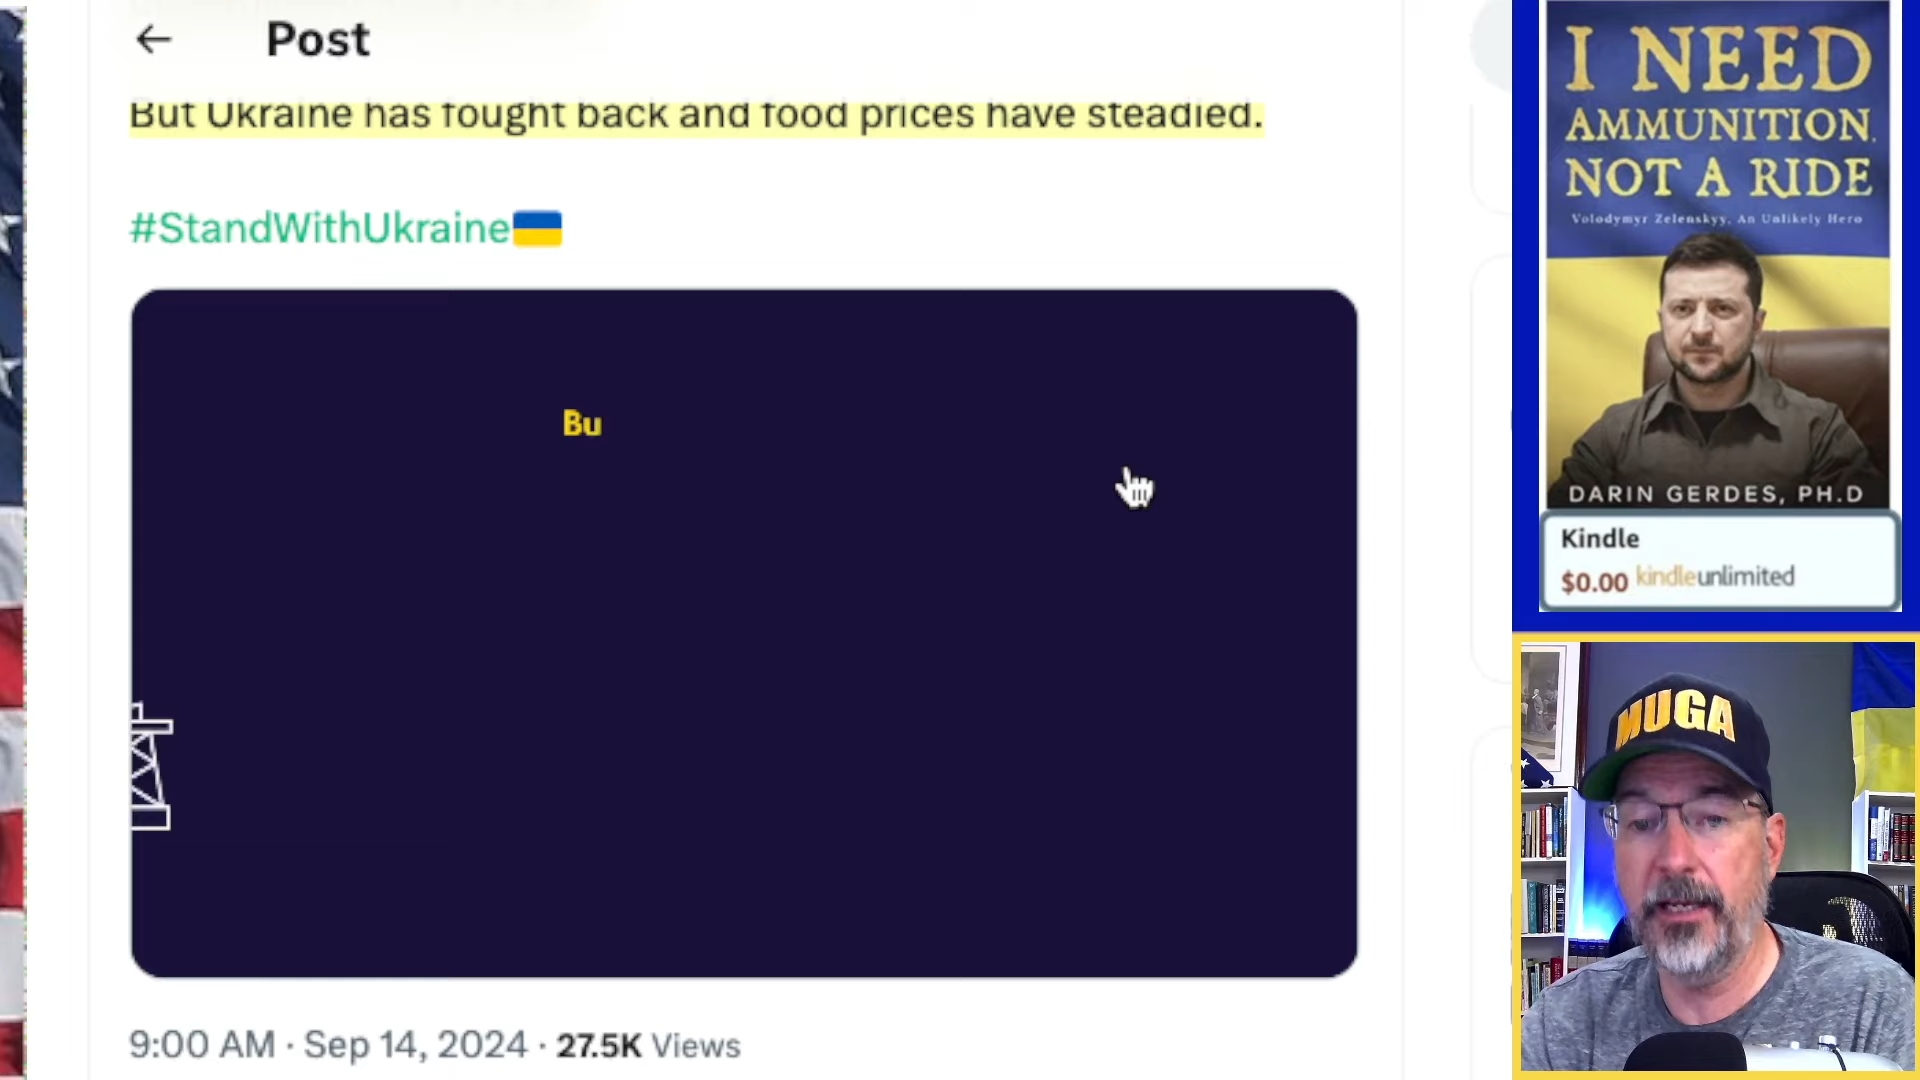 Post
But Ukraine has fought back and food prices have steadied.
#StandWithUkraine
Bu
9:00 AM · Sep 14, 2024 · 27.5K Views
I NEED
AMMUNITION,
NOT A RIDE
Volodymyr Zelenskyy, An Unlikely Hero
DARIN GERDES, PH.D
Kindle
$0.00 kindleunlimited
MUGA